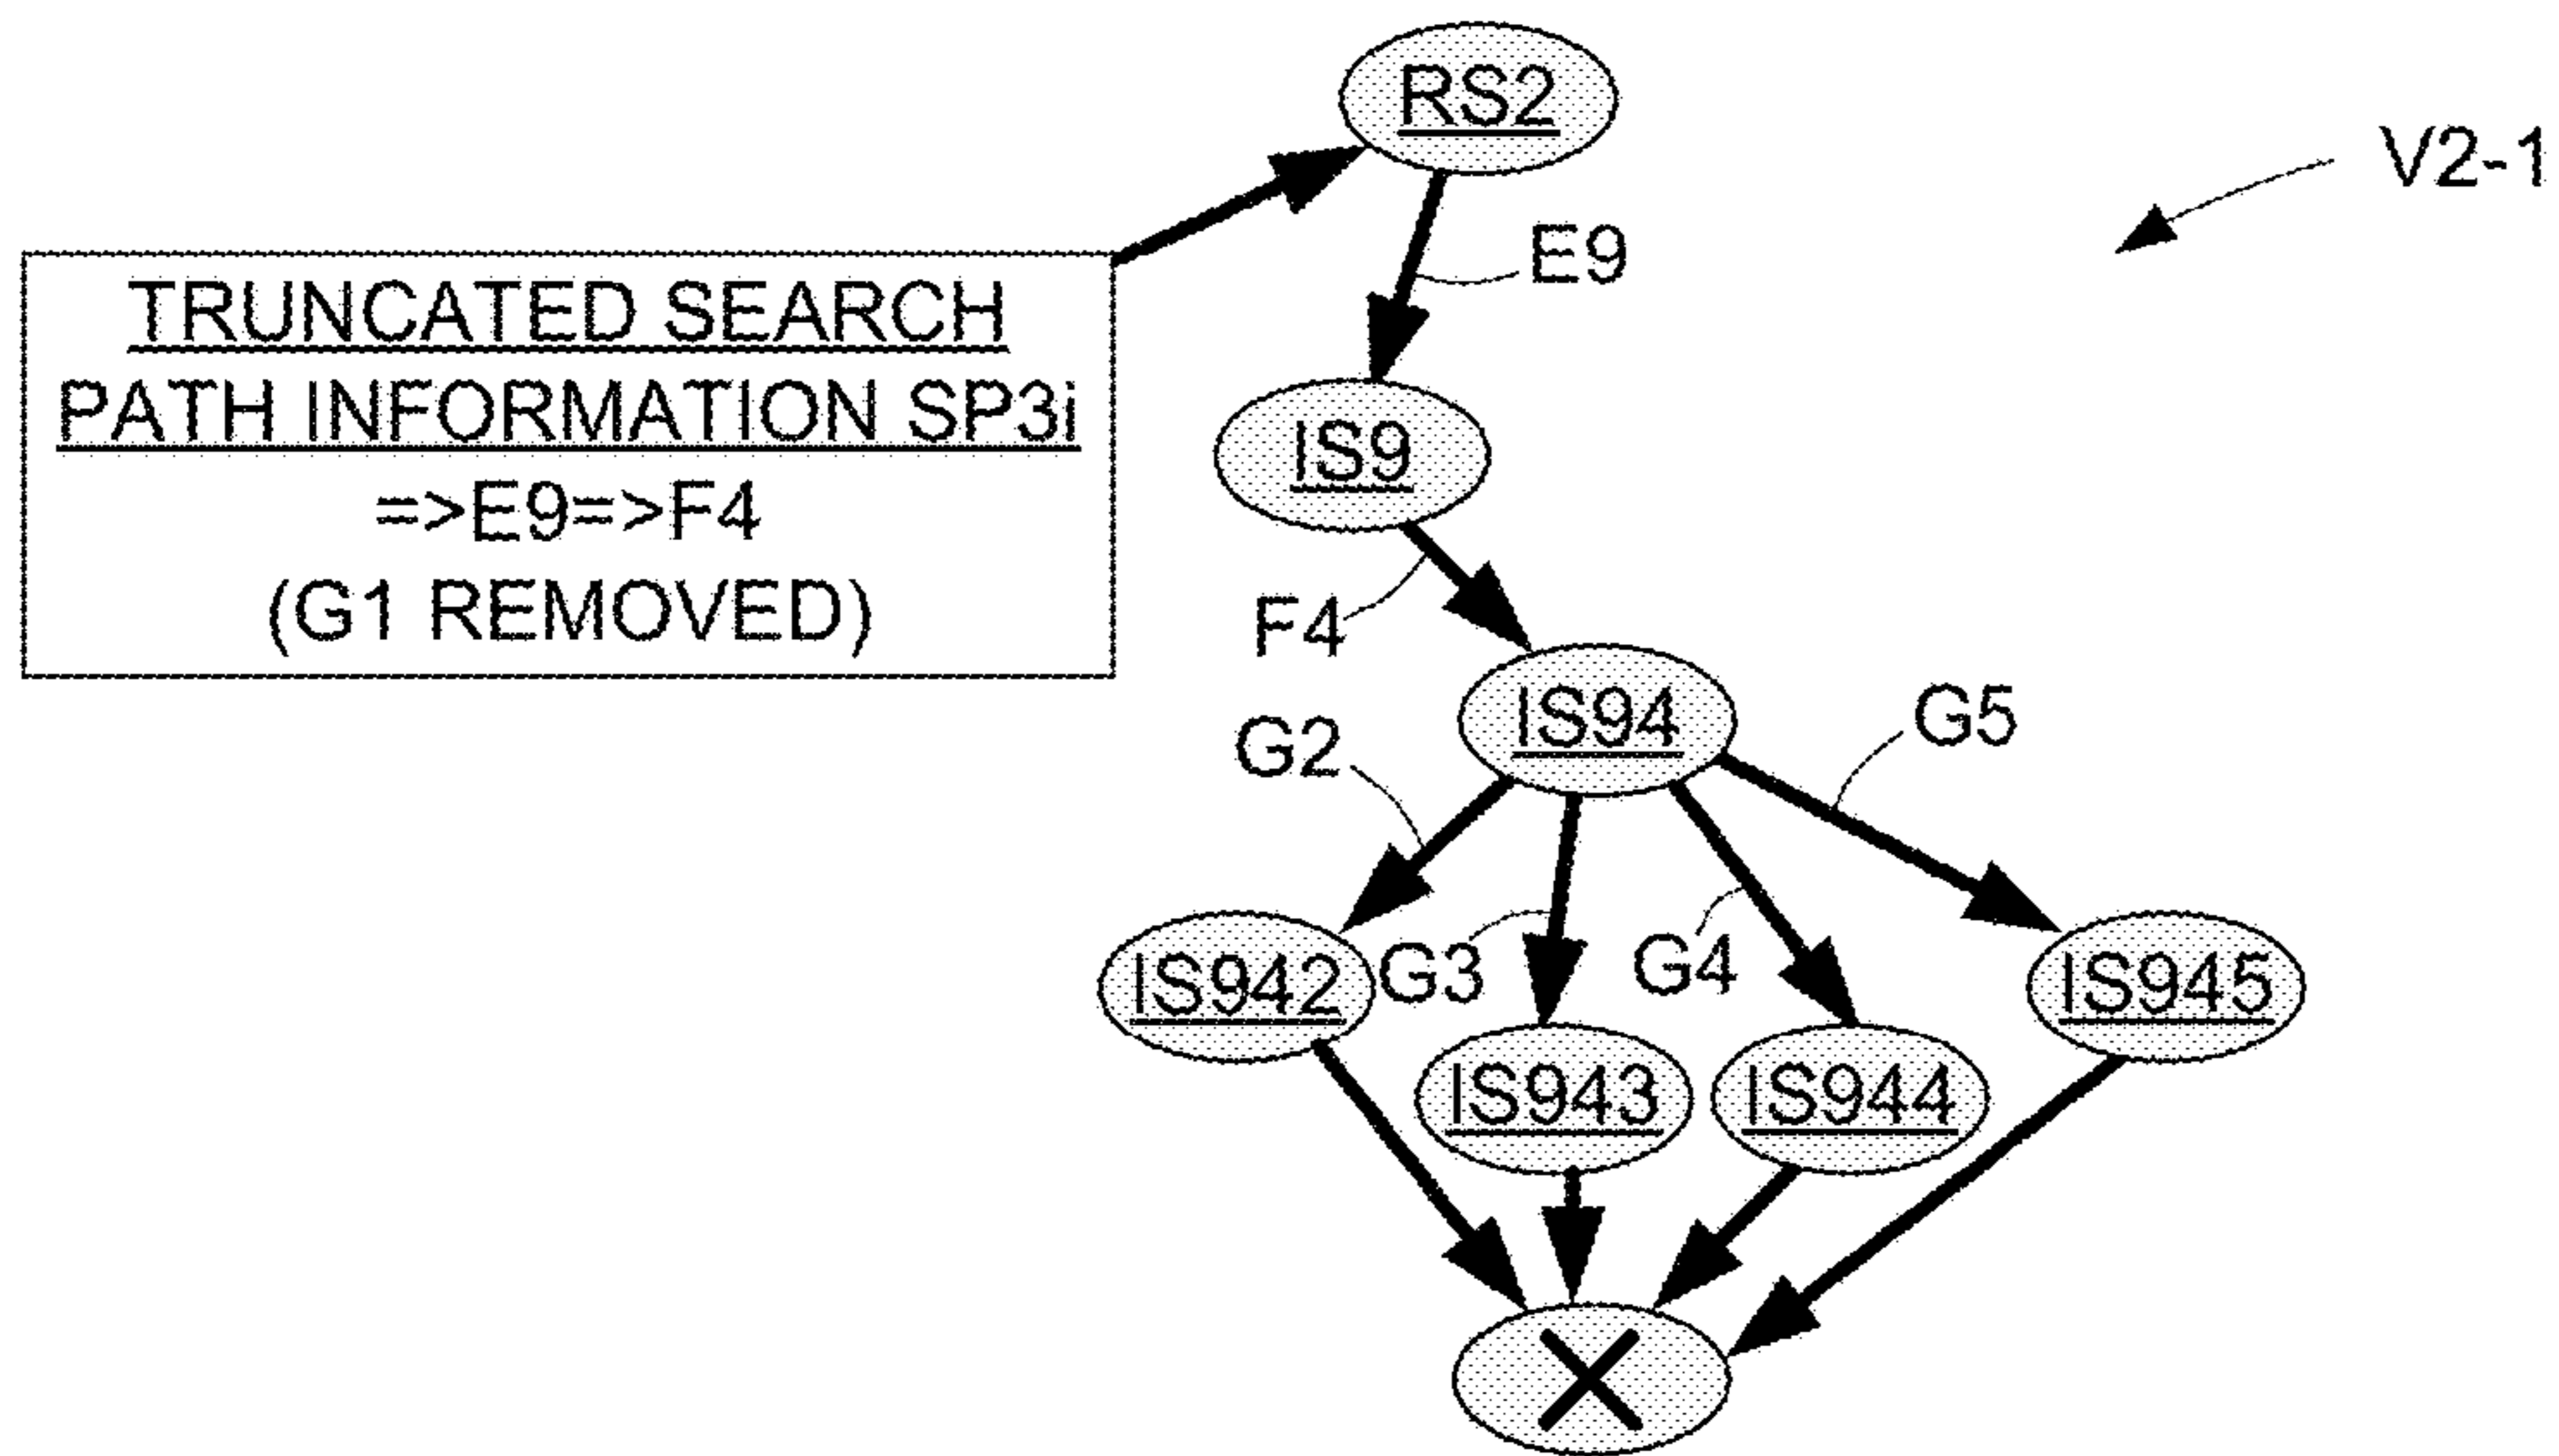 RS2
V2-1
E9
TRUNCATED SEARCH
PATH INFORMATION SP3i
=>E9=>F4
(G1 REMOVED)
IS9
F4
IS94
G5
G2
G3
G4
IS942
IS945
IS943
IS944
X